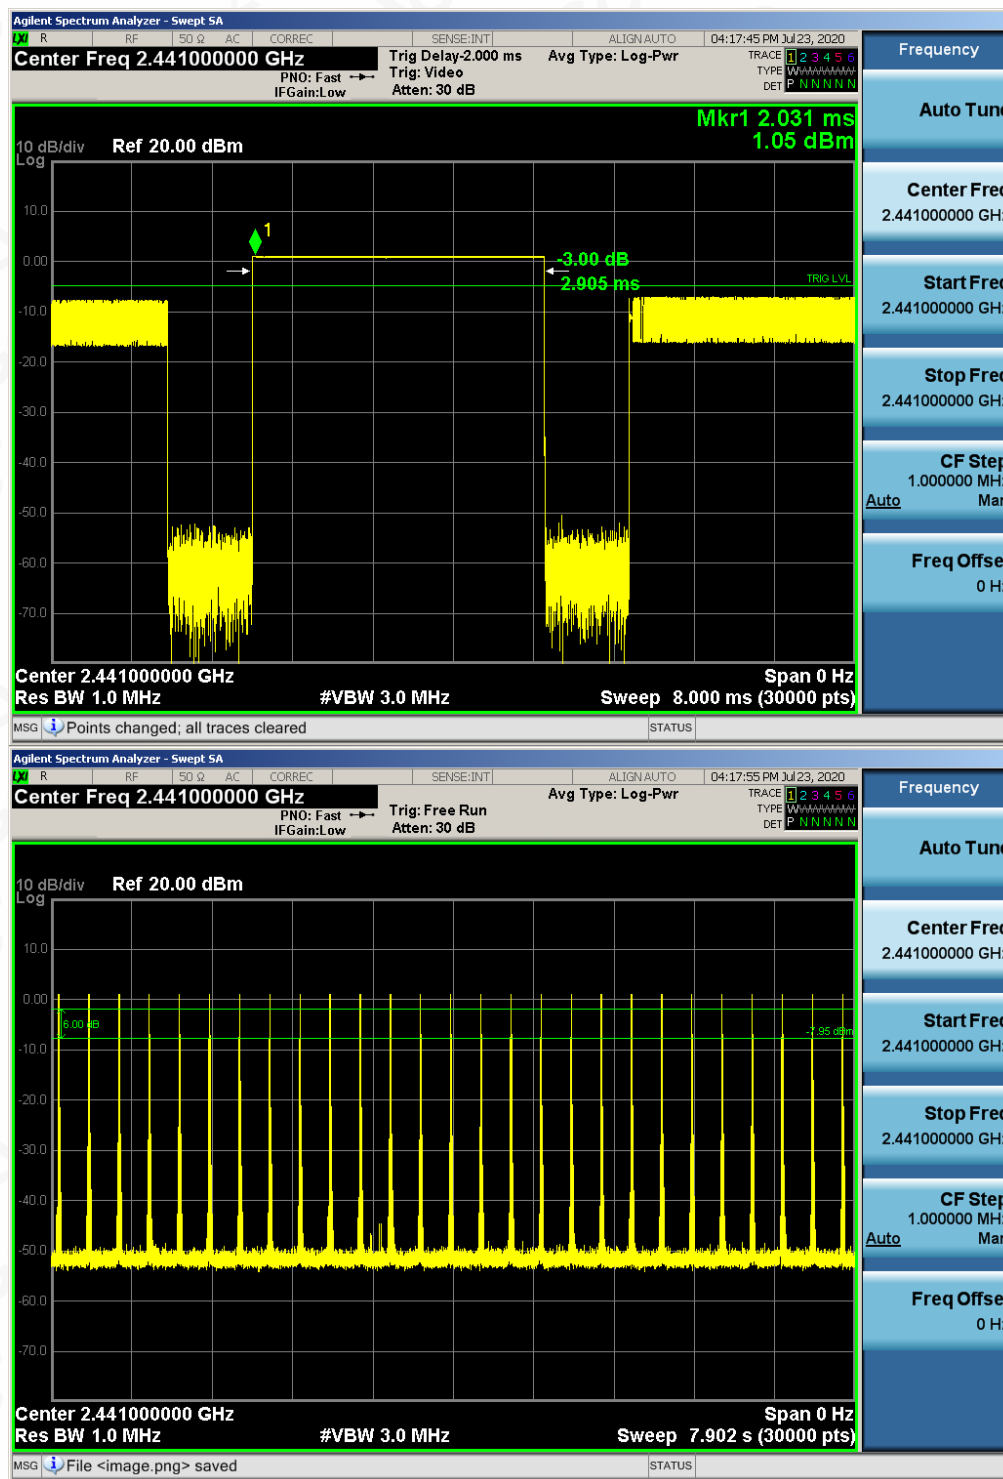 Agilent Spectrum Analyzer - Swept SA
LXI R RF 50 Ω AC CORREC SENSE:INT ALIGN AUTO 04:17:45 PM Jul 23, 2020
Center Freq 2.441000000 GHz
PNO: Fast
IFGain:Low
Trig Delay-2.000 ms
Trig: Video
Atten: 30 dB
Avg Type: Log-Pwr
TRACE 1 2 3 4 5 6
TYPE W
DET P N N N N N
Mkr1 2.031 ms
1.05 dBm
10 dB/div Ref 20.00 dBm
Log
10.0
0.00
-10.0
-20.0
-30.0
-40.0
-50.0
-60.0
-70.0
1
-3.00 dB
2.905 ms
TRIG LVL
Center 2.441000000 GHz Span 0 Hz
Res BW 1.0 MHz #VBW 3.0 MHz Sweep 8.000 ms (30000 pts)
MSG Points changed; all traces cleared STATUS
Frequency
Auto Tune
Center Freq
2.441000000 GHz
Start Freq
2.441000000 GHz
Stop Freq
2.441000000 GHz
CF Step
1.000000 MHz
Auto Man
Freq Offset
0 Hz
Agilent Spectrum Analyzer - Swept SA
LXI R RF 50 Ω AC CORREC SENSE:INT ALIGN AUTO 04:17:55 PM Jul 23, 2020
Center Freq 2.441000000 GHz
PNO: Fast
IFGain:Low
Trig: Free Run
Atten: 30 dB
Avg Type: Log-Pwr
TRACE 1 2 3 4 5 6
TYPE W
DET P N N N N N
10 dB/div Ref 20.00 dBm
Log
10.0
0.00
-10.0
-20.0
-30.0
-40.0
-50.0
-60.0
-70.0
6.00 dB
-7.95 dBm
Center 2.441000000 GHz Span 0 Hz
Res BW 1.0 MHz #VBW 3.0 MHz Sweep 7.902 s (30000 pts)
MSG File <image.png> saved STATUS
Frequency
Auto Tune
Center Freq
2.441000000 GHz
Start Freq
2.441000000 GHz
Stop Freq
2.441000000 GHz
CF Step
1.000000 MHz
Auto Man
Freq Offset
0 Hz